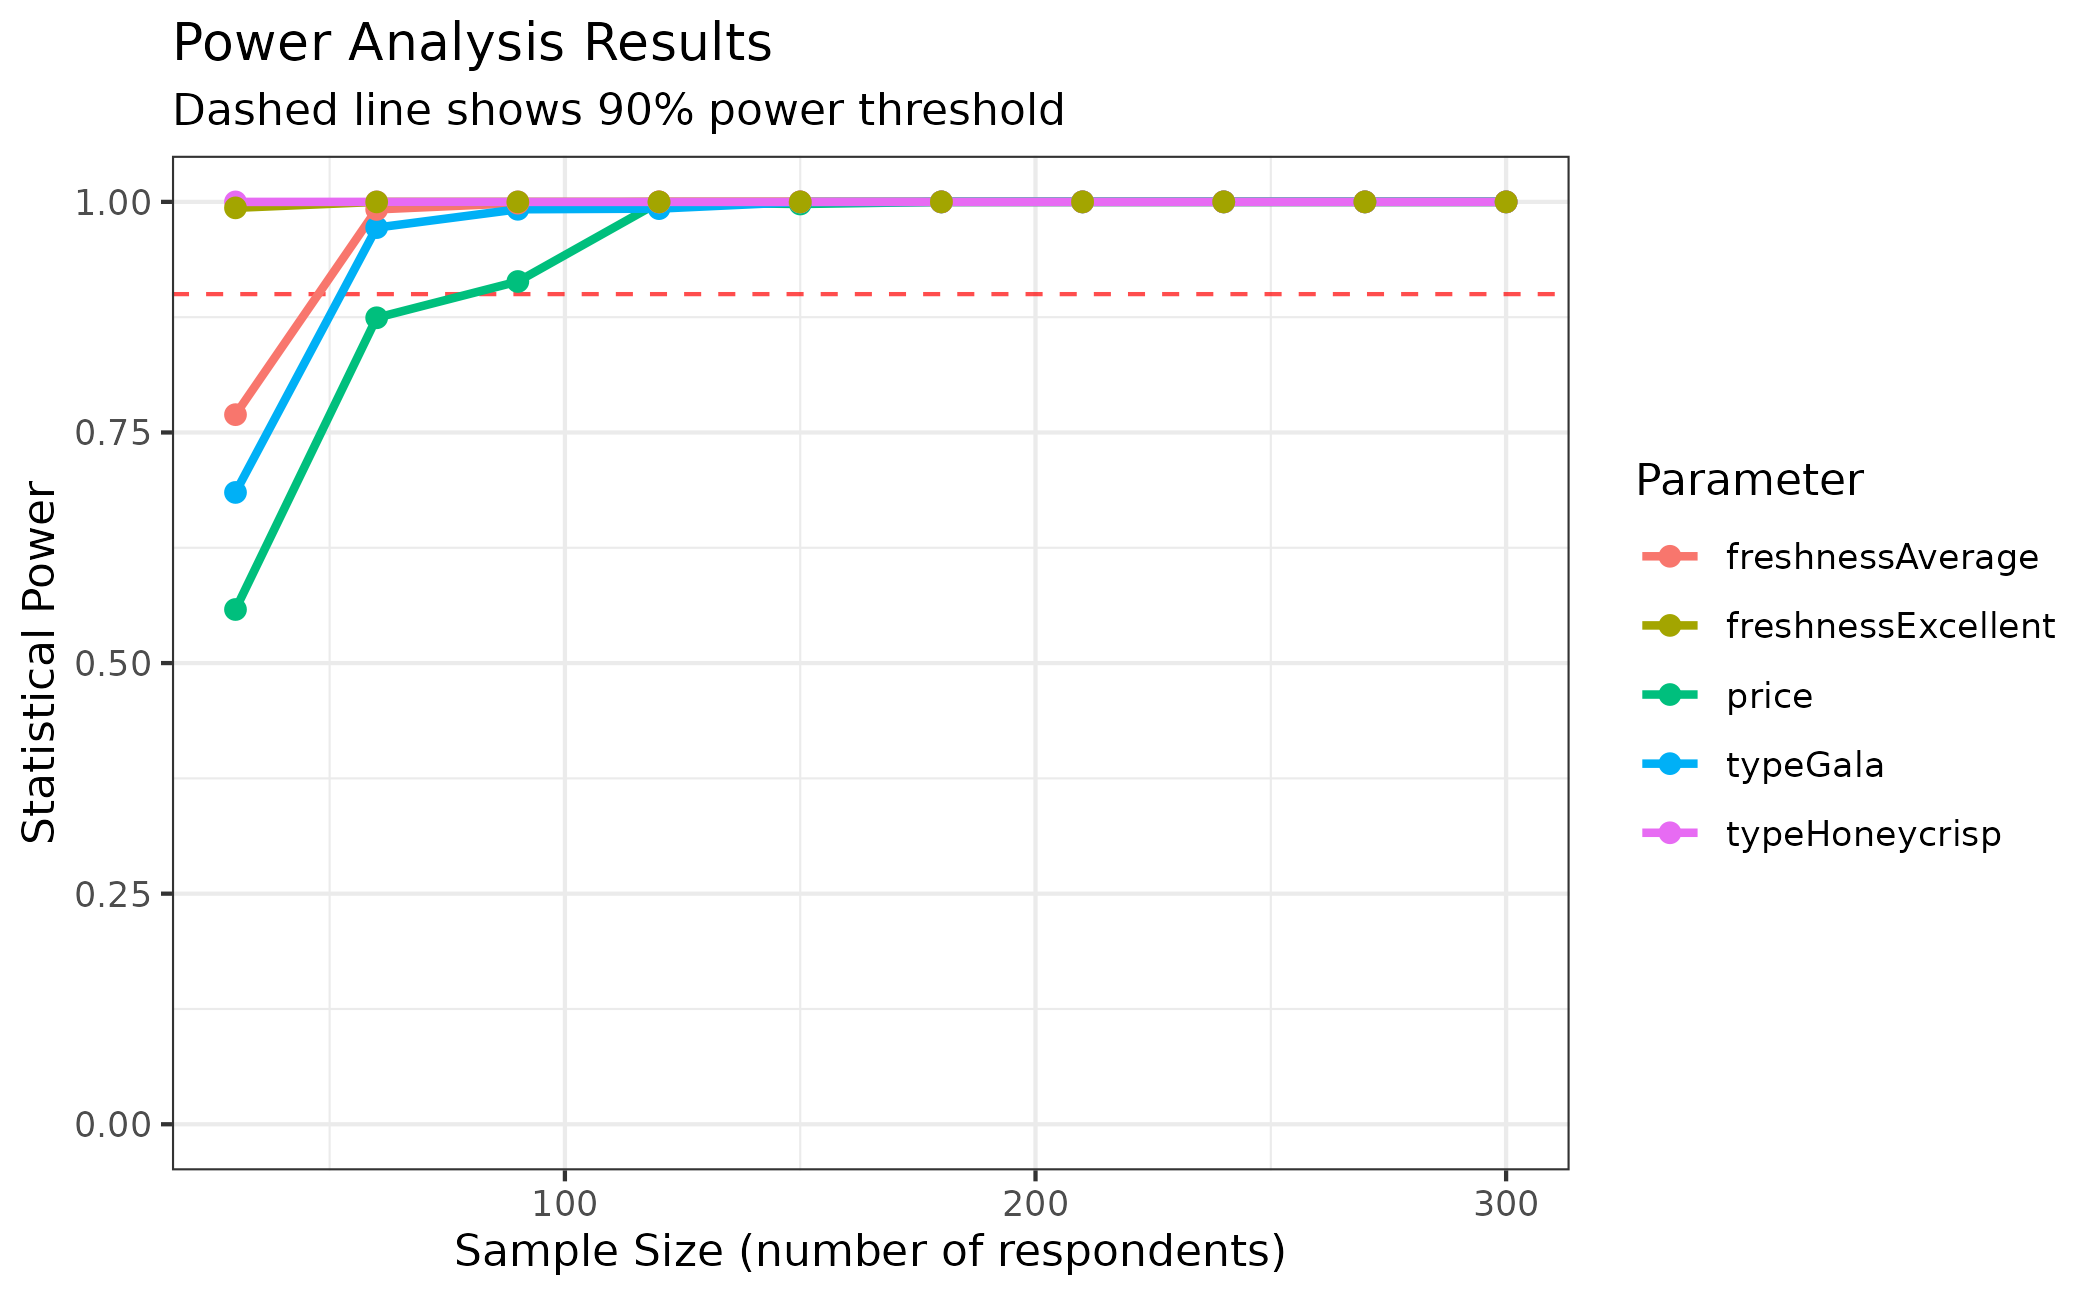 Power Analysis Results
Dashed line shows 90% power threshold
Statistical Power
1.00
0.75
0.50
0.25
0.00
100
200
300
Sample Size (number of respondents)
Parameter
freshnessAverage
freshnessExcellent
price
typeGala
typeHoneycrisp